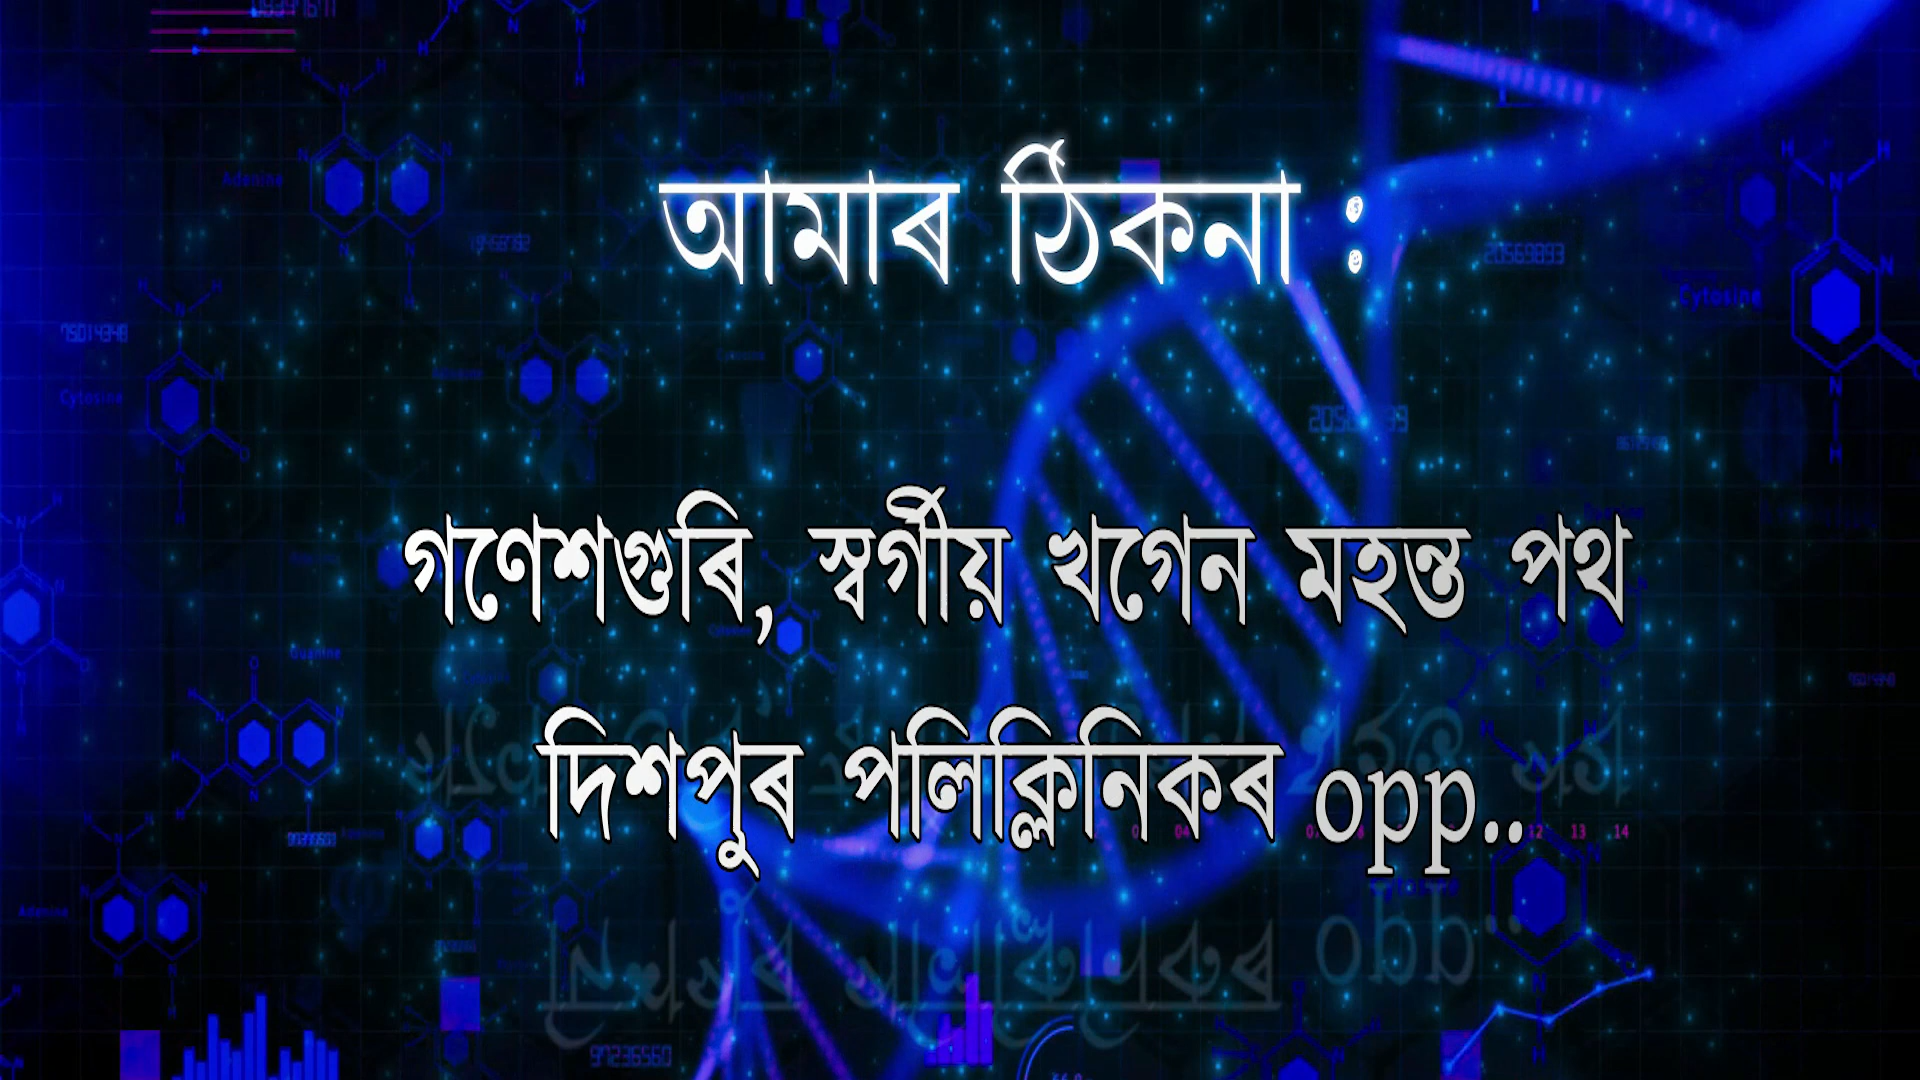 আমাৰ ঠিকনা :
গণেশগুৰি, স্বৰ্গীয় খগেন মহন্ত পথ
দিশপুৰ পলিক্লিনিকৰ opp..